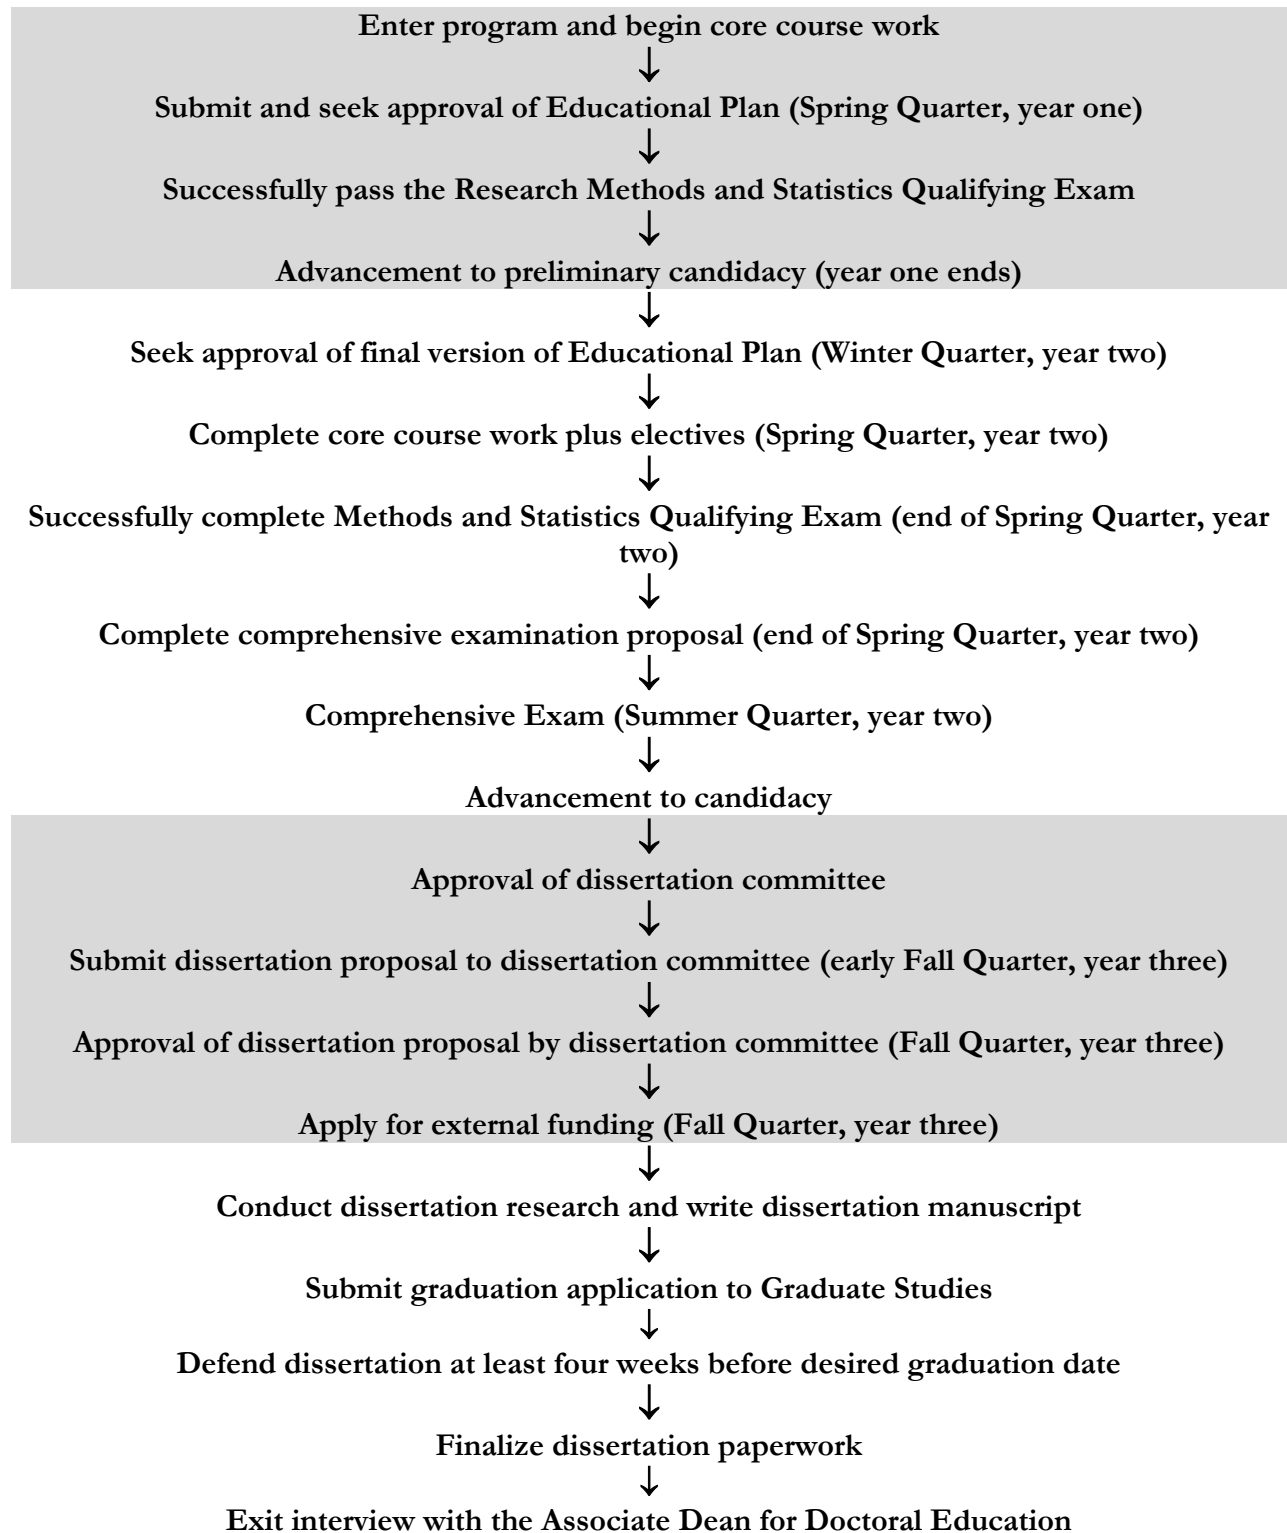 Enter program and begin core course work
↓
Submit and seek approval of Educational Plan (Spring Quarter, year one)
↓
Successfully pass the Research Methods and Statistics Qualifying Exam
↓
Advancement to preliminary candidacy (year one ends)
↓
Seek approval of final version of Educational Plan (Winter Quarter, year two)
↓
Complete core course work plus electives (Spring Quarter, year two)
↓
Successfully complete Methods and Statistics Qualifying Exam (end of Spring Quarter, year
two)
↓
Complete comprehensive examination proposal (end of Spring Quarter, year two)
↓
Comprehensive Exam (Summer Quarter, year two)
↓
Advancement to candidacy
↓
Approval of dissertation committee
↓
Submit dissertation proposal to dissertation committee (early Fall Quarter, year three)
↓
Approval of dissertation proposal by dissertation committee (Fall Quarter, year three)
↓
Apply for external funding (Fall Quarter, year three)
↓
Conduct dissertation research and write dissertation manuscript
↓
Submit graduation application to Graduate Studies
↓
Defend dissertation at least four weeks before desired graduation date
↓
Finalize dissertation paperwork
↓
Exit interview with the Associate Dean for Doctoral Education